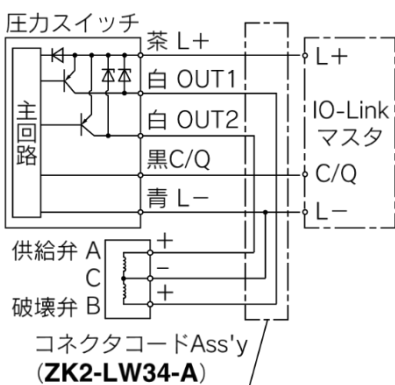 圧力スイッチ
茶 L+
L+
白 OUT1
白 OUT2
主回路
IO-Link
マスタ
黒C/Q
C/Q
青 L−
L−
供給弁 A
+
C
−
破壊弁 B
+
コネクタコードAss'y
(ZK2-LW34-A)